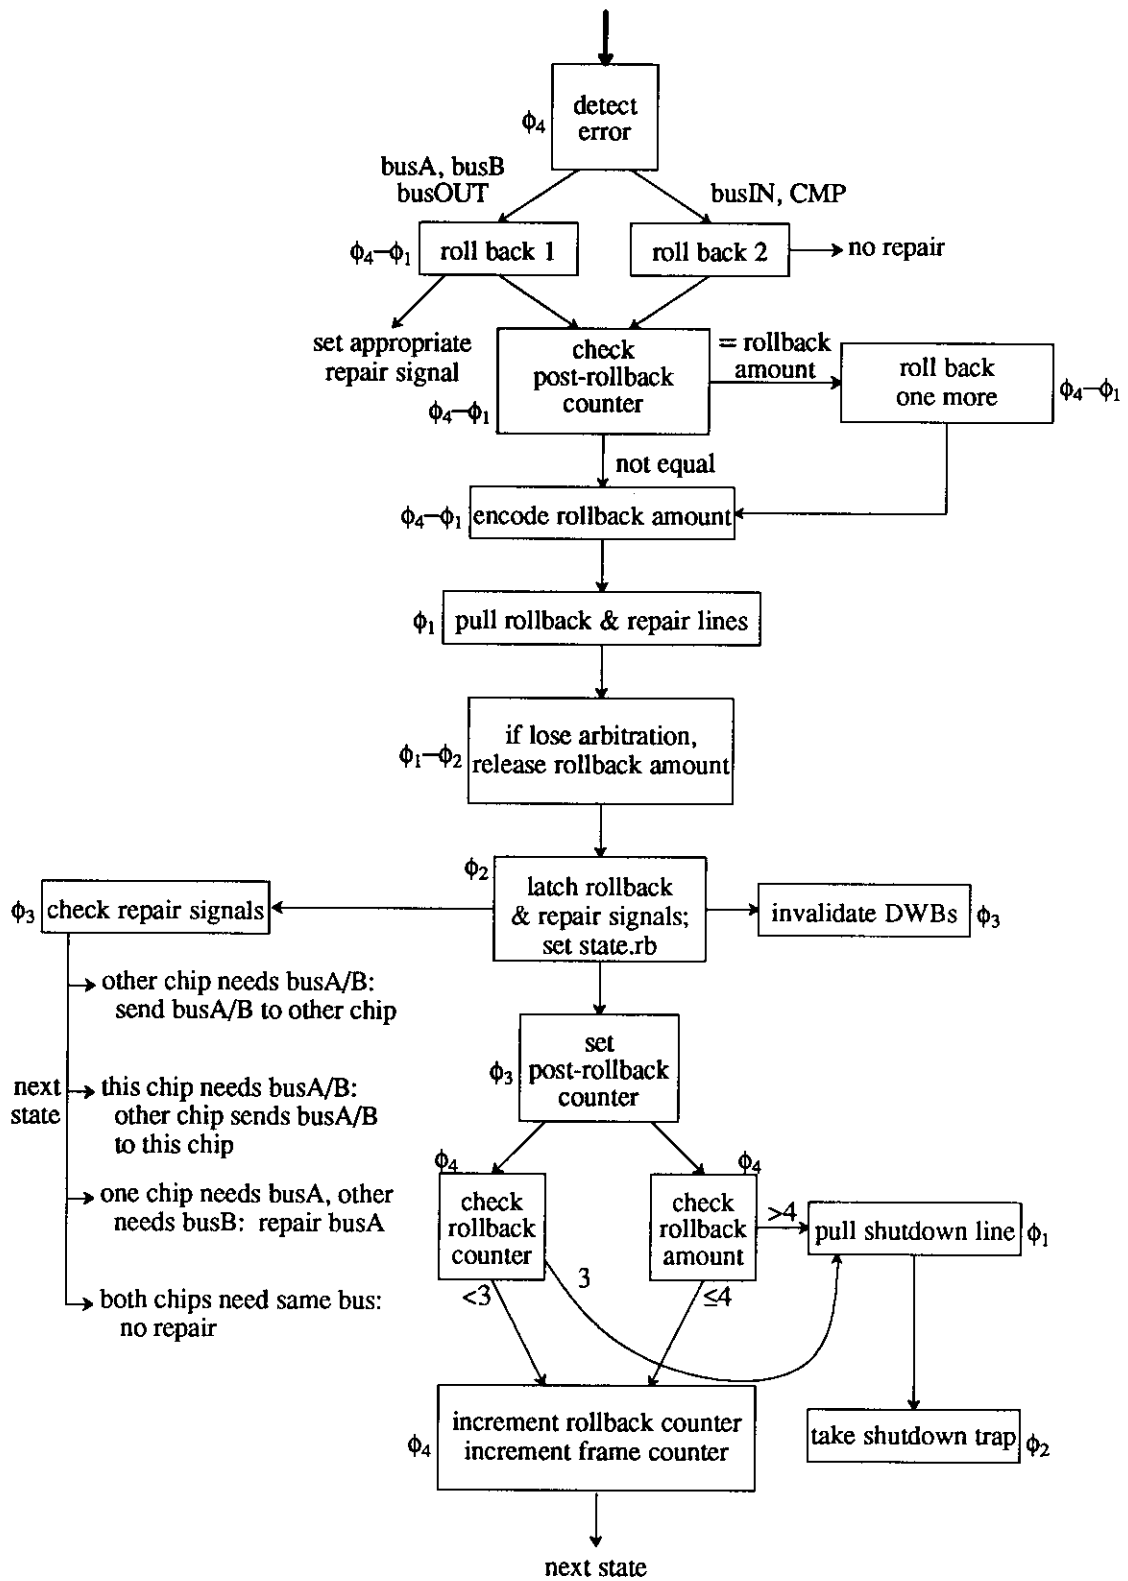 detect
error
ϕ4
busA, busB
busOUT
busIN, CMP
ϕ4–ϕ1
roll back 1
roll back 2
no repair
set appropriate
repair signal
check
post-rollback
counter
ϕ4–ϕ1
= rollback
amount
roll back
one more
ϕ4–ϕ1
not equal
ϕ4–ϕ1
encode rollback amount
ϕ1
pull rollback & repair lines
ϕ1–ϕ2
if lose arbitration,
release rollback amount
ϕ2
latch rollback
& repair signals;
set state.rb
ϕ3
check repair signals
invalidate DWBs
ϕ3
other chip needs busA/B:
send busA/B to other chip
next
state
this chip needs busA/B:
other chip sends busA/B
to this chip
one chip needs busA, other
needs busB: repair busA
both chips need same bus:
no repair
ϕ3
set
post-rollback
counter
ϕ4
check
rollback
counter
ϕ4
check
rollback
amount
>4
pull shutdown line
ϕ1
<3
3
≤4
ϕ4
increment rollback counter
increment frame counter
take shutdown trap
ϕ2
next state